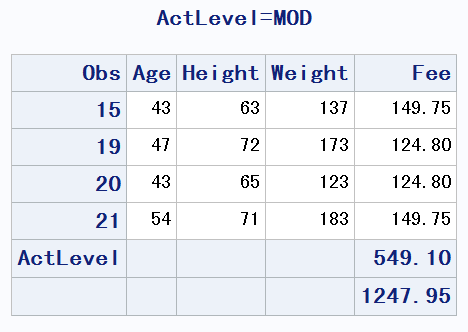 ActLevel=MOD
Obs Age Height Weight Fee
15 43 63 137 149.75
19 47 72 173 124.80
20 43 65 123 124.80
21 54 71 183 149.75
ActLevel 549.10
1247.95